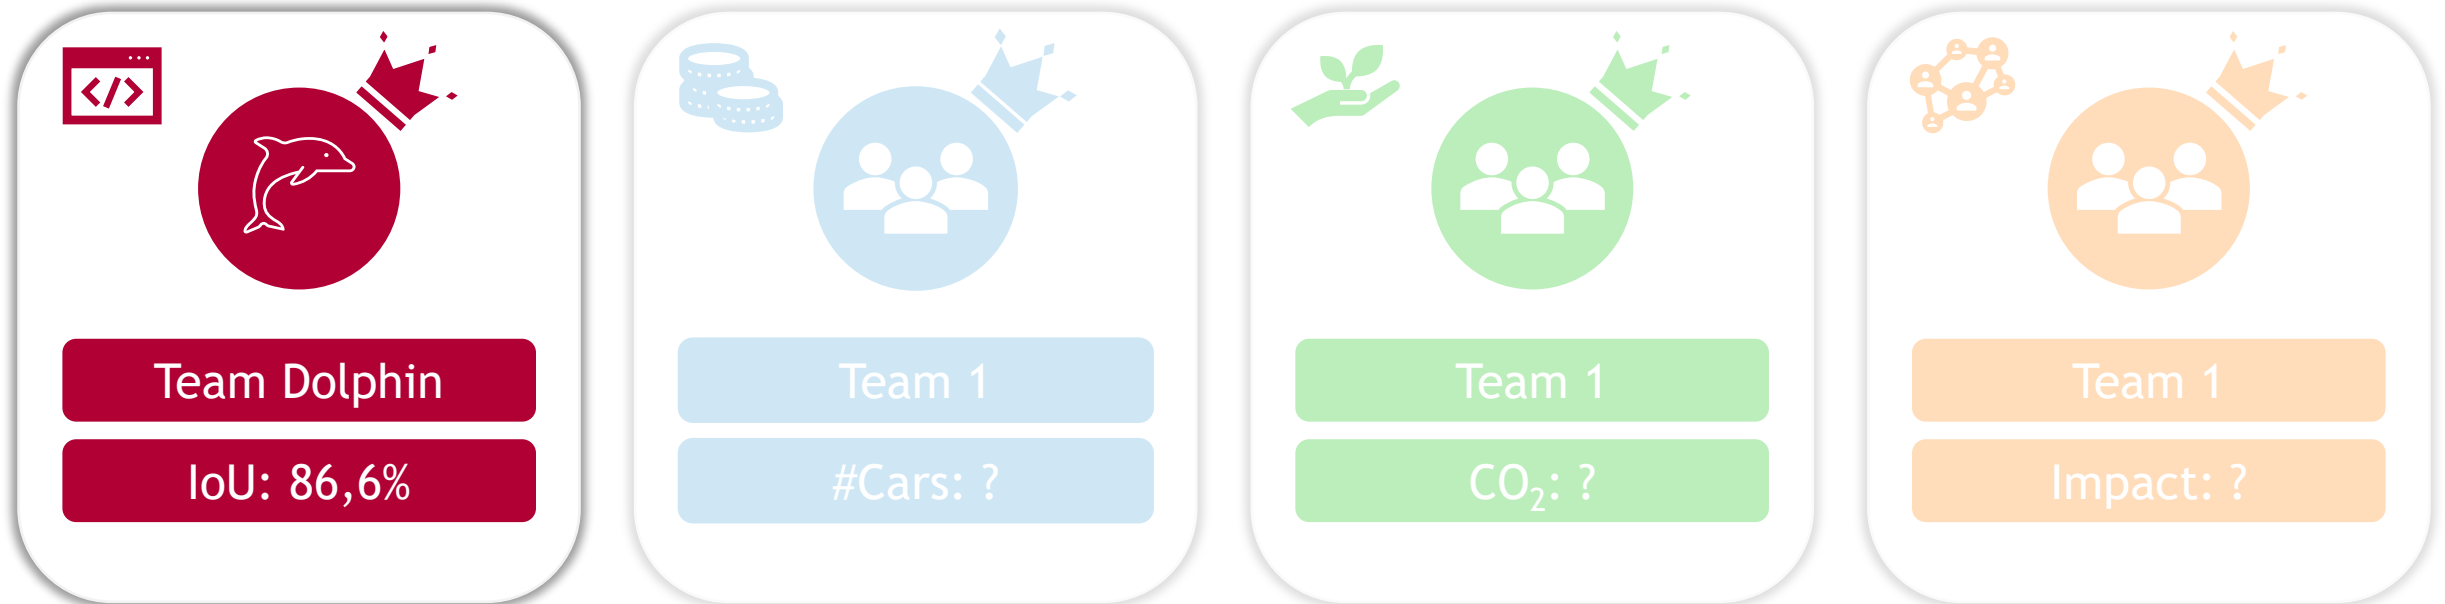 Team Dolphin
IoU: 86,6%
Team 1
#Cars: ?
Team 1
CO₂: ?
Team 1
Impact: ?